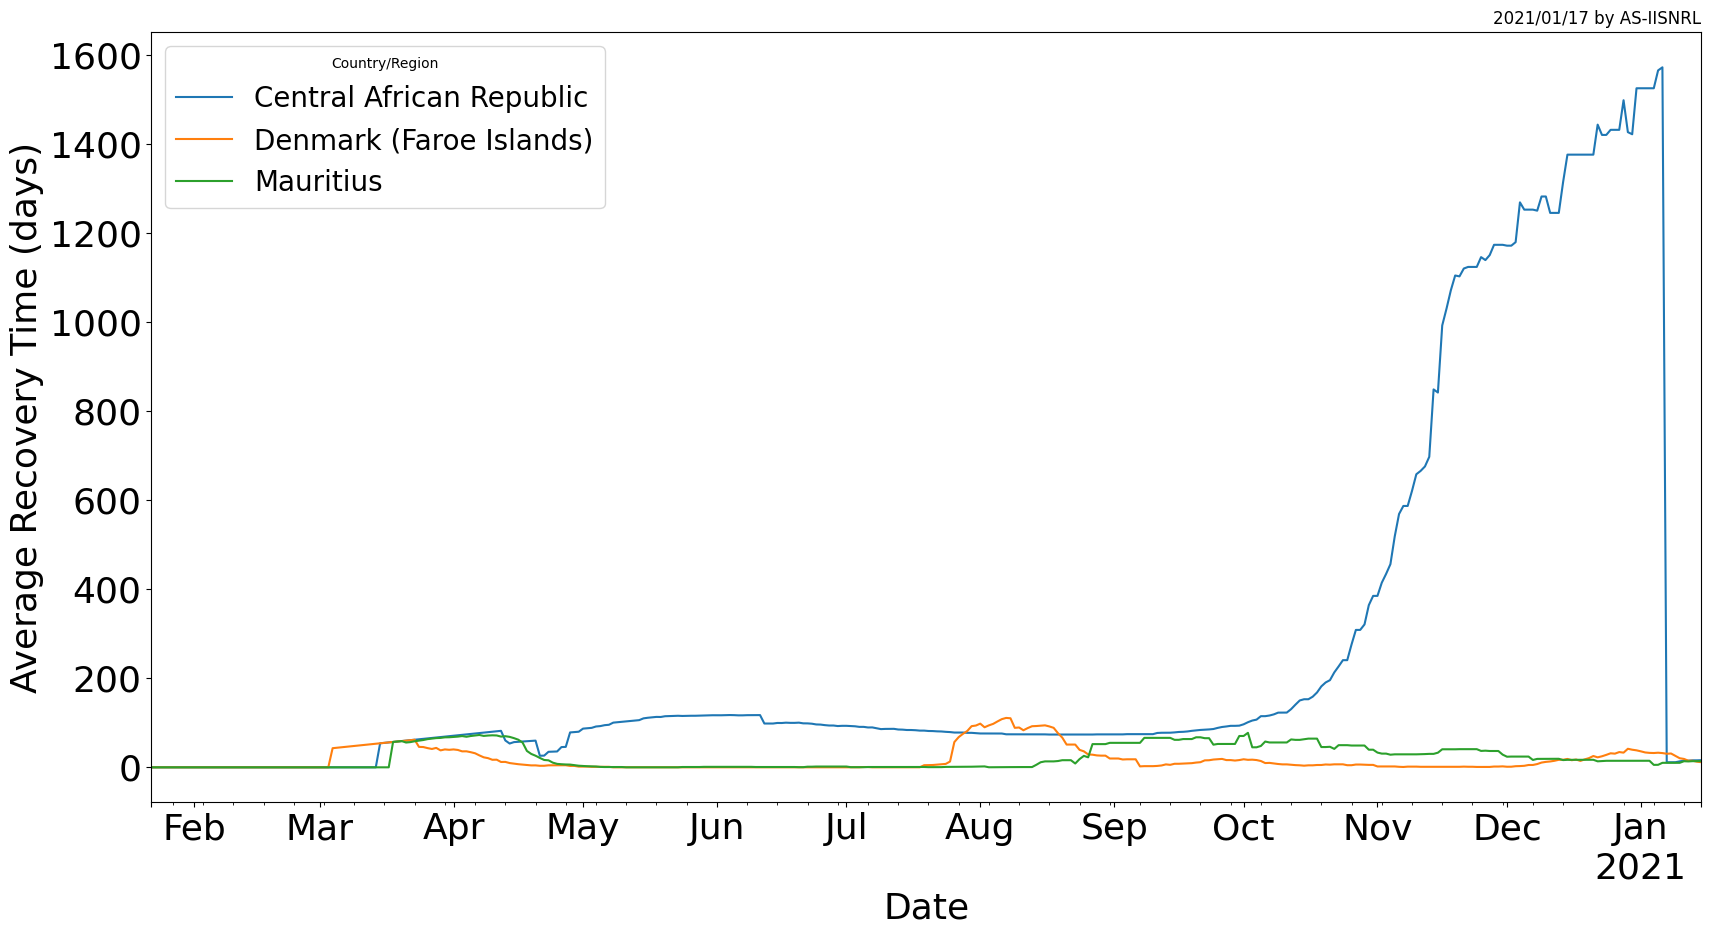 2021/01/17 by AS-IISNRL
Country/Region
Central African Republic
Denmark (Faroe Islands)
Mauritius
Average Recovery Time (days)
1600
1400
1200
1000
800
600
400
200
0
Feb Mar Apr May Jun Jul Aug Sep Oct Nov Dec Jan
2021
Date